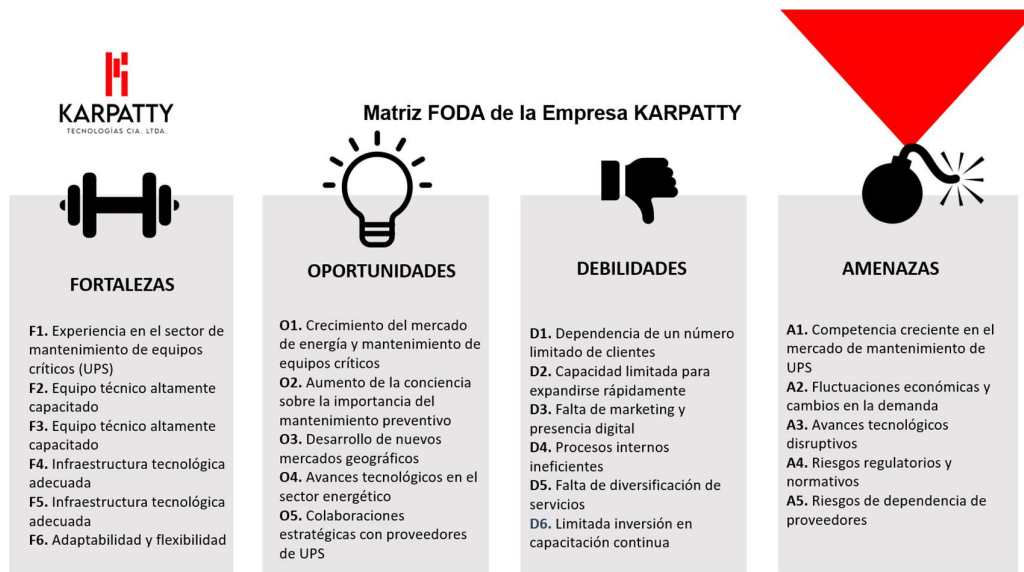 KARPATTY
TECNOLOGÍAS CIA. LTDA.
Matriz FODA de la Empresa KARPATTY
FORTALEZAS
F1. Experiencia en el sector de
mantenimiento de equipos
críticos (UPS)
F2. Equipo técnico altamente
capacitado
F3. Equipo técnico altamente
capacitado
F4. Infraestructura tecnológica
adecuada
F5. Infraestructura tecnológica
adecuada
F6. Adaptabilidad y flexibilidad
OPORTUNIDADES
O1. Crecimiento del mercado
de energía y mantenimiento de
equipos críticos
O2. Aumento de la conciencia
sobre la importancia del
mantenimiento preventivo
O3. Desarrollo de nuevos
mercados geográficos
O4. Avances tecnológicos en el
sector energético
O5. Colaboraciones
estratégicas con proveedores
de UPS
DEBILIDADES
D1. Dependencia de un número
limitado de clientes
D2. Capacidad limitada para
expandirse rápidamente
D3. Falta de marketing y
presencia digital
D4. Procesos internos
ineficientes
D5. Falta de diversificación de
servicios
D6. Limitada inversión en
capacitación continua
AMENAZAS
A1. Competencia creciente en el
mercado de mantenimiento de
UPS
A2. Fluctuaciones económicas y
cambios en la demanda
A3. Avances tecnológicos
disruptivos
A4. Riesgos regulatorios y
normativos
A5. Riesgos de dependencia de
proveedores